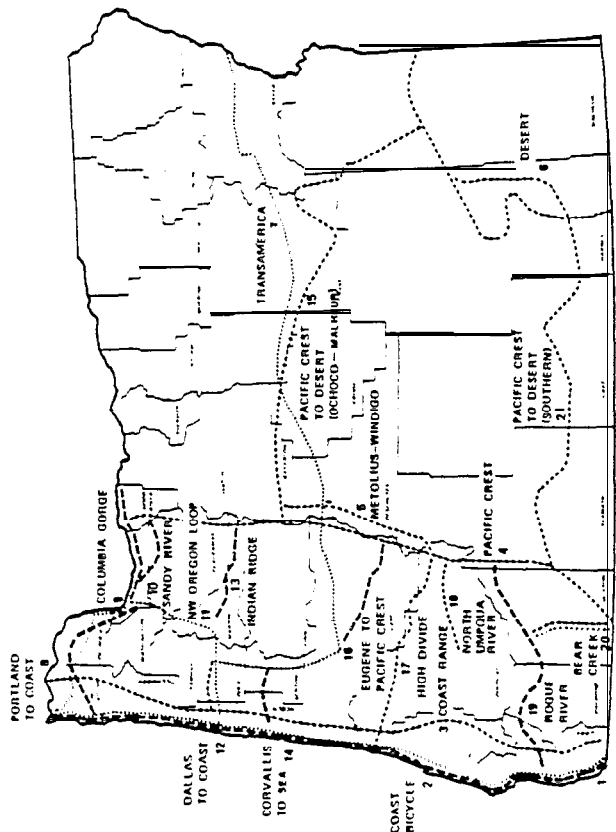 PORTLAND
TO COAST
8
COLUMBIA GORGE
9
10
SANDY RIVER
NW OREGON LOOP
11
13
INDIAN RIDGE
DALLAS
TO COAST
12
CORVALLIS
TO SEA 14
TRANSAMERICA
7
15
PACIFIC CREST
TO DESERT
(OCHOCO-MALHEUR)
METOLIUS-WINDIGO
16
EUGENE TO
PACIFIC CREST
17
HIGH DIVIDE
COAST RANGE
3
18
NORTH
UMPQUA
RIVER
PACIFIC CREST
4
COAST
BICYCLE
2
19
ROGUE
RIVER
BEAR
CREEK
20
1
PACIFIC CREST
TO DESERT
(SOUTHERN)
21
DESERT
6